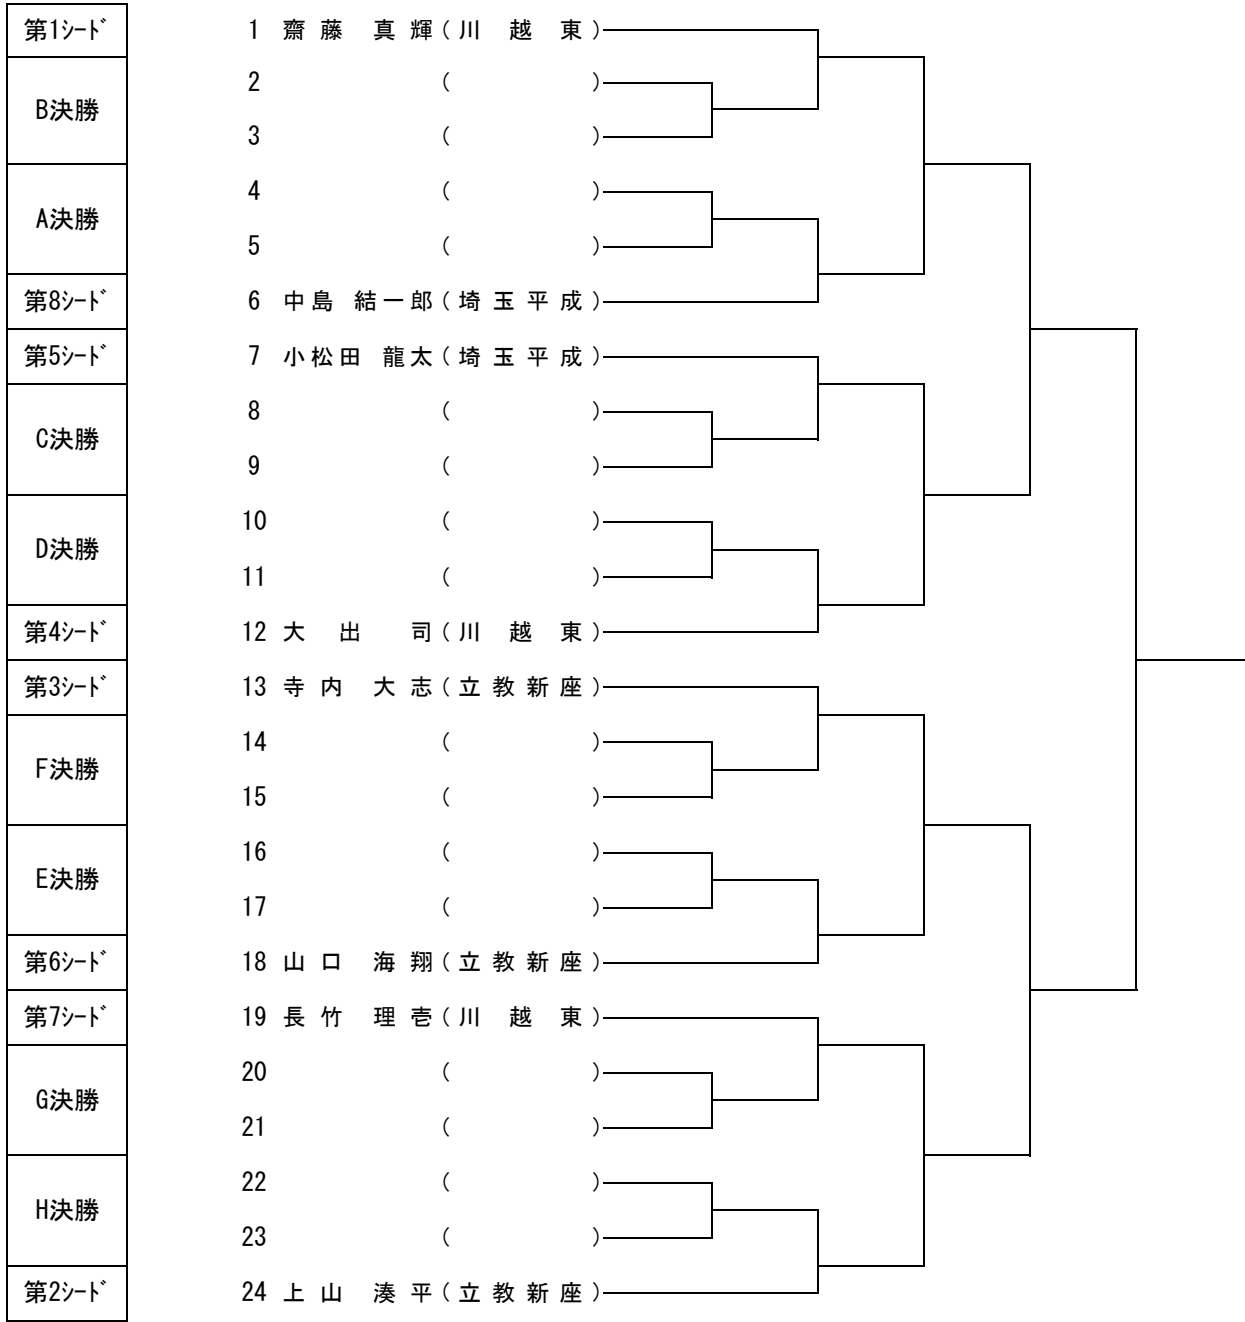 第1ｼｰﾄﾞ 1 齋藤 真輝(川越東)
B決勝
2 ( )
3 ( )
A決勝
4 ( )
5 ( )
第8ｼｰﾄﾞ 6 中島 結一郎(埼玉平成)
第5ｼｰﾄﾞ 7 小松田 龍太(埼玉平成)
C決勝
8 ( )
9 ( )
D決勝
10 ( )
11 ( )
第4ｼｰﾄﾞ 12 大出 司(川越東)
第3ｼｰﾄﾞ 13 寺内 大志(立教新座)
F決勝
14 ( )
15 ( )
E決勝
16 ( )
17 ( )
第6ｼｰﾄﾞ 18 山口 海翔(立教新座)
第7ｼｰﾄﾞ 19 長竹 理壱(川越東)
G決勝
20 ( )
21 ( )
H決勝
22 ( )
23 ( )
第2ｼｰﾄﾞ 24 上山 湊平(立教新座)